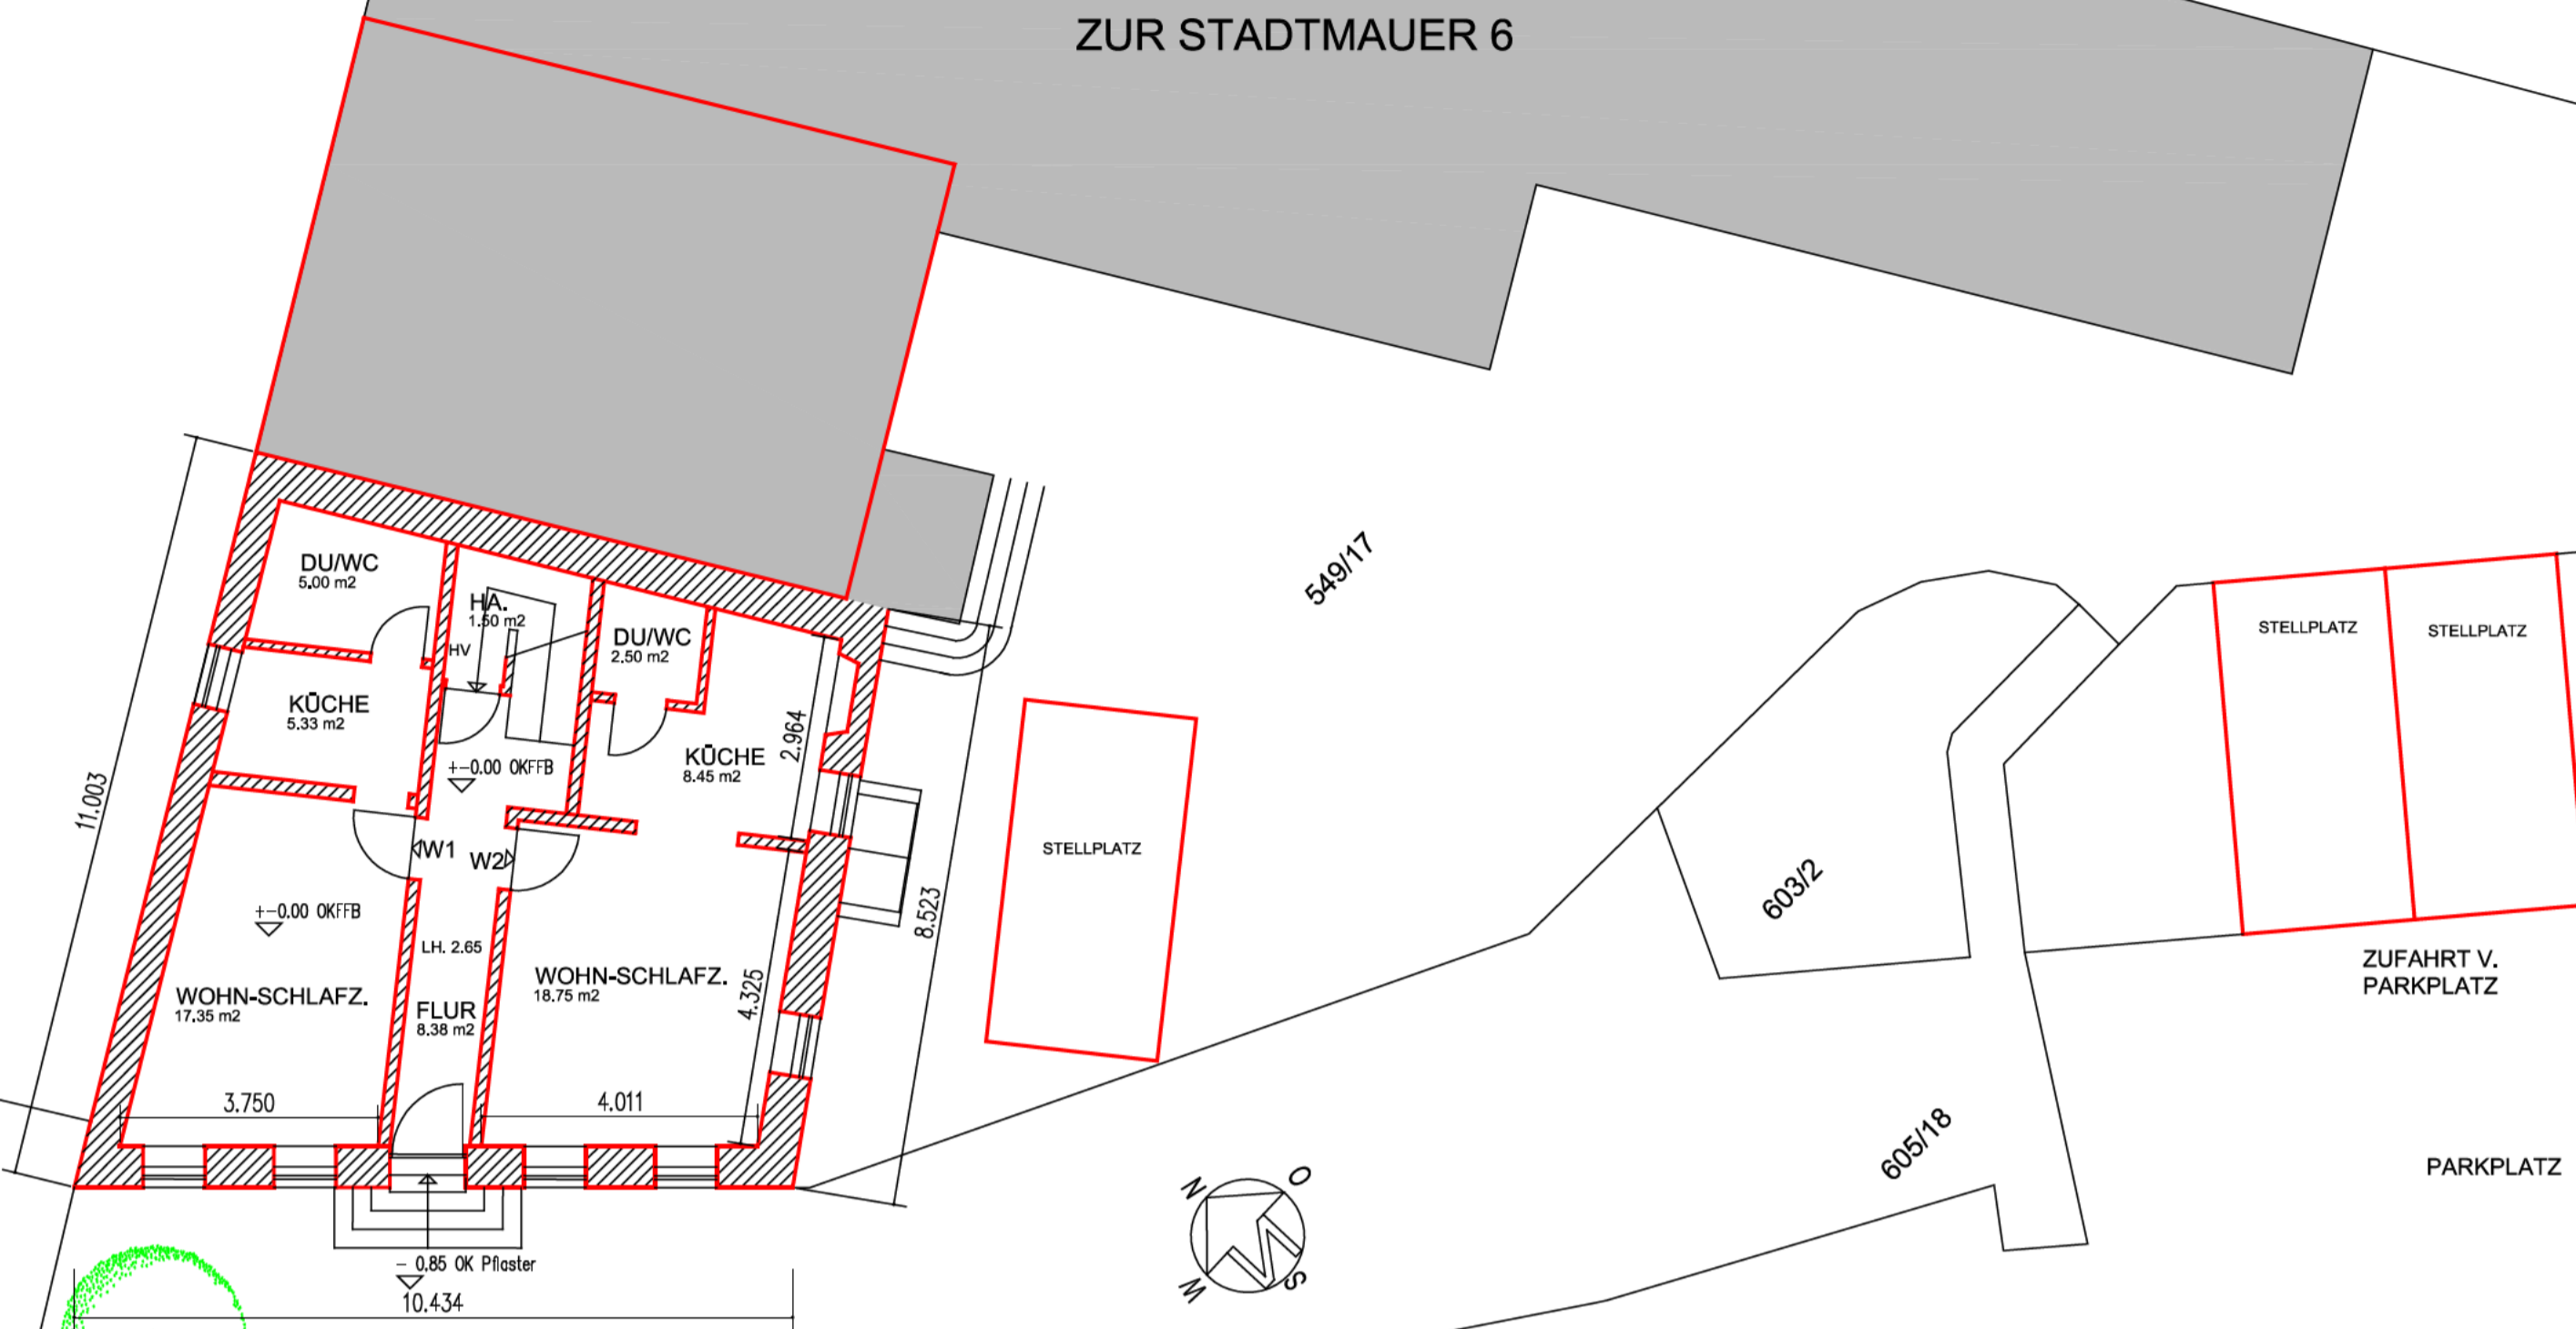 ZUR STADTMAUER 6
DU/WC
5.00 m2
HA.
1.50 m2
HV
DU/WC
2.50 m2
KÜCHE
5.33 m2
KÜCHE
8.45 m2
2.964
+-0.00 OKFFB
11.003
W1
W2
+-0.00 OKFFB
LH. 2.65
WOHN-SCHLAFZ.
17.35 m2
FLUR
8.38 m2
WOHN-SCHLAFZ.
18.75 m2
4.325
8.523
3.750
4.011
- 0.85 OK Pflaster
10.434
549/17
STELLPLATZ
603/2
605/18
N
O
W
S
STELLPLATZ
STELLPLATZ
ZUFAHRT V.
PARKPLATZ
PARKPLATZ